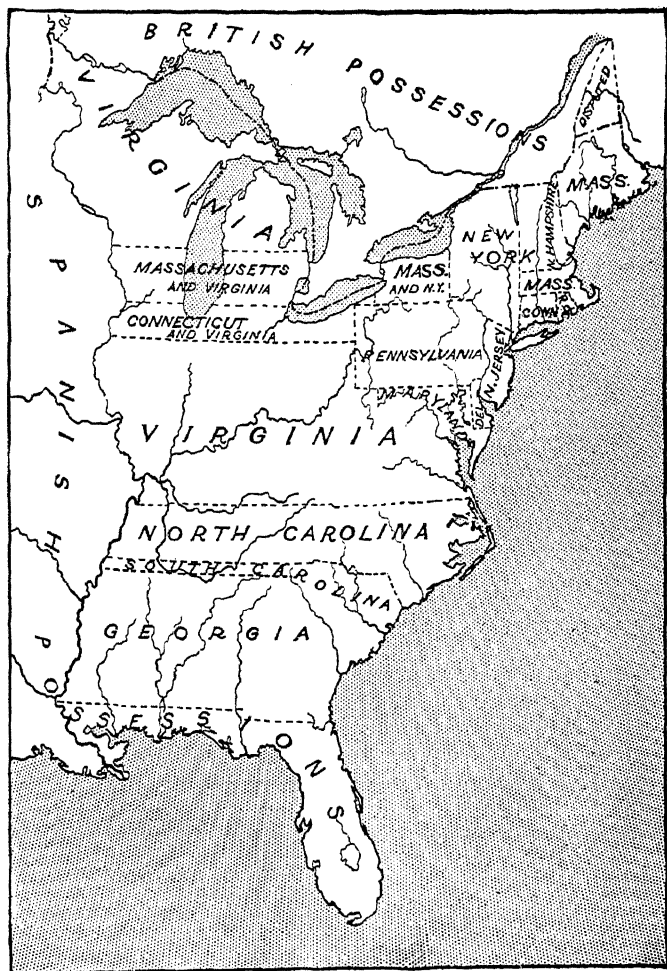 BRITISH POSSESSIONS
VIRGINIA
DISPUTED
MASS.
N. HAMPSHIRE
NEW
YORK
MASSACHUSETTS
AND VIRGINIA
MASS.
AND N.Y.
MASS.
CONN.
R.I.
CONNECTICUT
AND VIRGINIA
PENNSYLVANIA
N. JERSEY
MARYLAND
DEL.
VIRGINIA
NORTH CAROLINA
SOUTH CAROLINA
GEORGIA
SPANISH POSSESSIONS